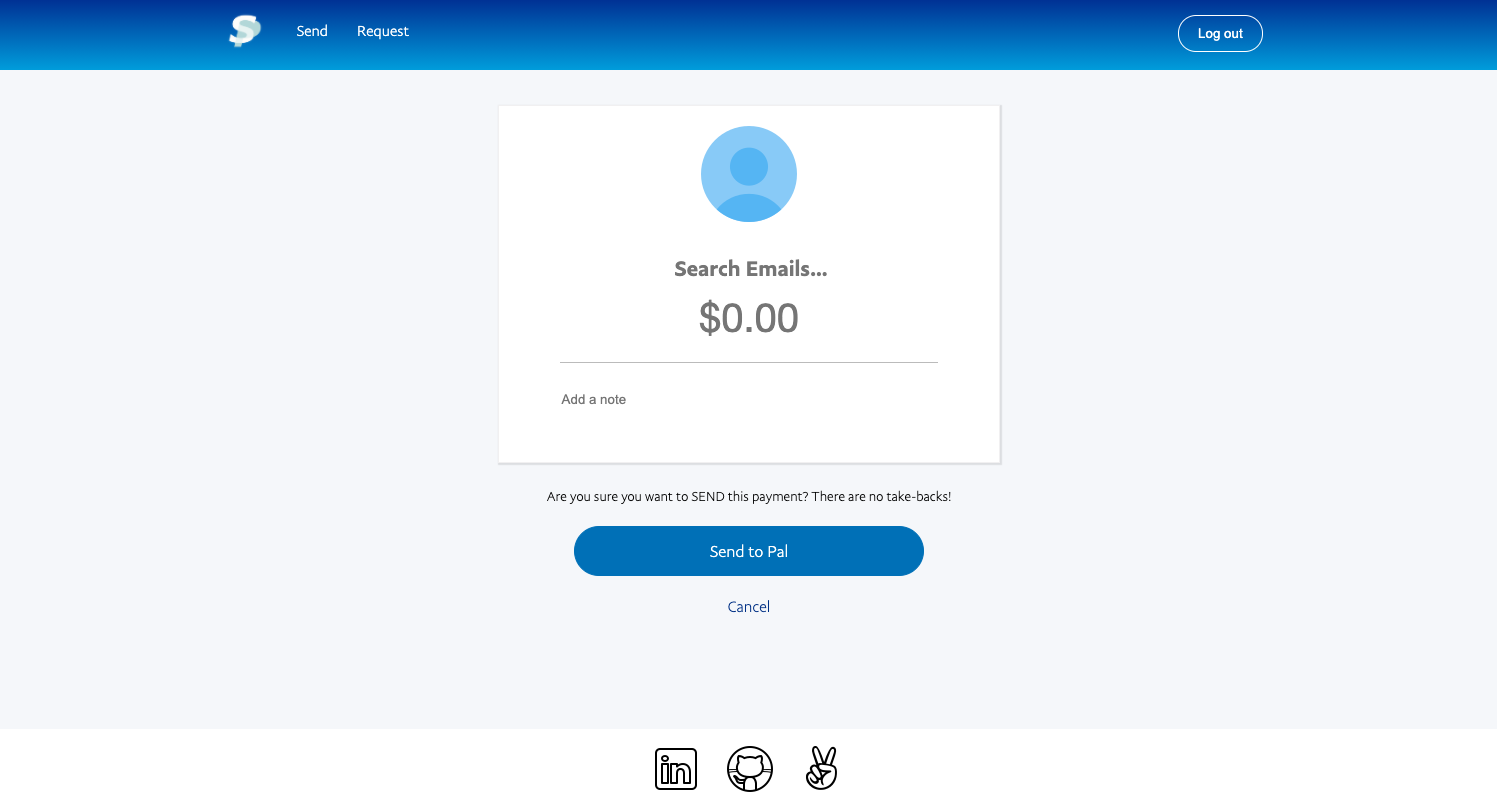 Send Request Log out
Search Emails...
$0.00
Add a note
Are you sure you want to SEND this payment? There are no take-backs!
Send to Pal
Cancel
in